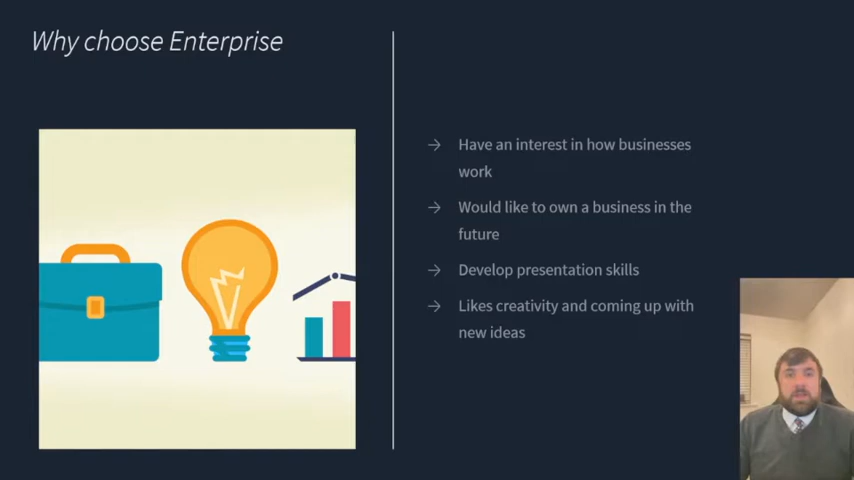 Why choose Enterprise
Have an interest in how businesses
work
Would like to own a business in the
future
Develop presentation skills
Likes creativity and coming up with
new ideas